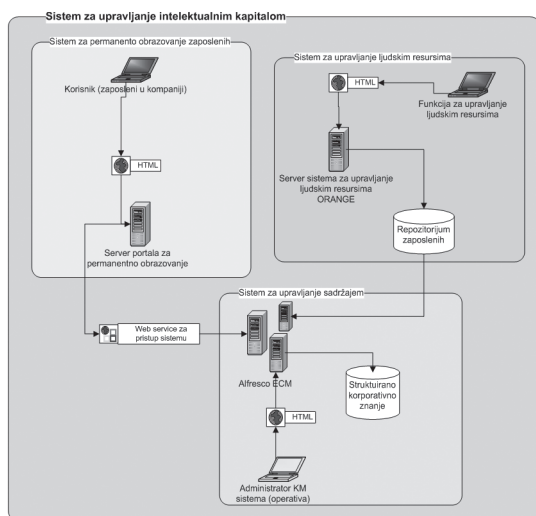 Sistem za upravljanje intelektualnim kapitalom
Sistem za permanento obrazovanje zaposlenih
Korisnik (zaposleni u kompaniji)
HTML
Server portala za
permanentno obrazovanje
Sistem za upravljanje ljudskim resursima
HTML
Funkcija za upravljanje
ljudskim resursima
Server sistema za upravljanje
ljudskim resursima
ORANGE
Repozitorijum
zaposlenih
Web service za
pristup sistemu
Sistem za upravljanje sadržajem
Alfresco ECM
Struktuirano
korporativno
znanje
HTML
Administrator KM
sistema (operativa)